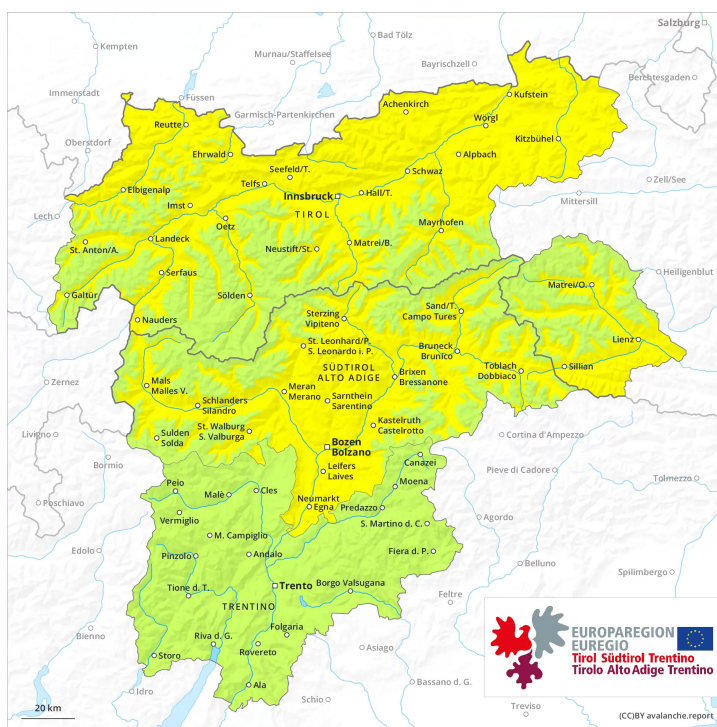 Salzburg
Kempten
Bad Tölz
Murnau/Staffelsee
Bayrischzell
Berchtesgaden
Immenstadt
Füssen
Garmisch-Partenkirchen
Achenkirch
Kufstein
Reutte
Wörgl
Oberstdorf
Ehrwald
Kitzbühel
Seefeld/T.
Alpbach
Schwaz
Telfs
Zell/See
Elbigenalp
Innsbruck
Hall/T.
Mittersill
Imst
TIROL
Lech
Oetz
Mayrhofen
St. Anton/A.
Landeck
Neustift/St.
Matrei/B.
Serfaus
Heiligenblut
Galtür
Sölden
Matrei/O.
Nauders
Sterzing
Vipiteno
Sand/T.
Campo Tures
Lienz
St. Leonhard/P.
S. Leonardo i. P.
Bruneck
Brunico
SÜDTIROL
ALTO ADIGE
Toblach
Dobbiaco
Sillian
Zernez
Mals
Malles V.
Meran
Merano
Brixen
Bressanone
Schlanders
Silandro
Sarnthein
Sarentino
St. Walburg
S. Valburga
Kastelruth
Castelrotto
Livigno
Sulden
Solda
Bozen
Bolzano
Cortina d'Ampezzo
Bormio
Canazei
Leifers
Laives
Pieve di Cadore
Tolmezzo
Peio
Cles
Moena
Malè
Neumarkt
Egna
Poschiavo
Predazzo
Vermiglio
Agordo
S. Martino d. C.
M. Campiglio
Edolo
Pinzolo
Andalo
Fiera d. P.
Belluno
Spilimbergo
Tione d. T.
Trento
Borgo Valsugana
Feltre
TRENTINO
Bienno
Folgaria
Riva d. G.
Storo
Rovereto
Asiago
Bassano d. G.
Idro
Ala
Schio
Treviso
20 km
EUROPAREGION
EUREGIO
Tirol Südtirol Trentino
Tirolo Alto Adige Trentino
(CC)BY avalanche.report